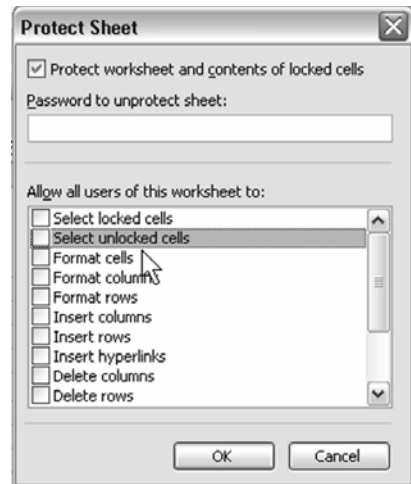 Protect Sheet
Protect worksheet and contents of locked cells
Password to unprotect sheet:
Allow all users of this worksheet to:
Select locked cells
Select unlocked cells
Format cells
Format columns
Format rows
Insert columns
Insert rows
Insert hyperlinks
Delete columns
Delete rows
OK Cancel